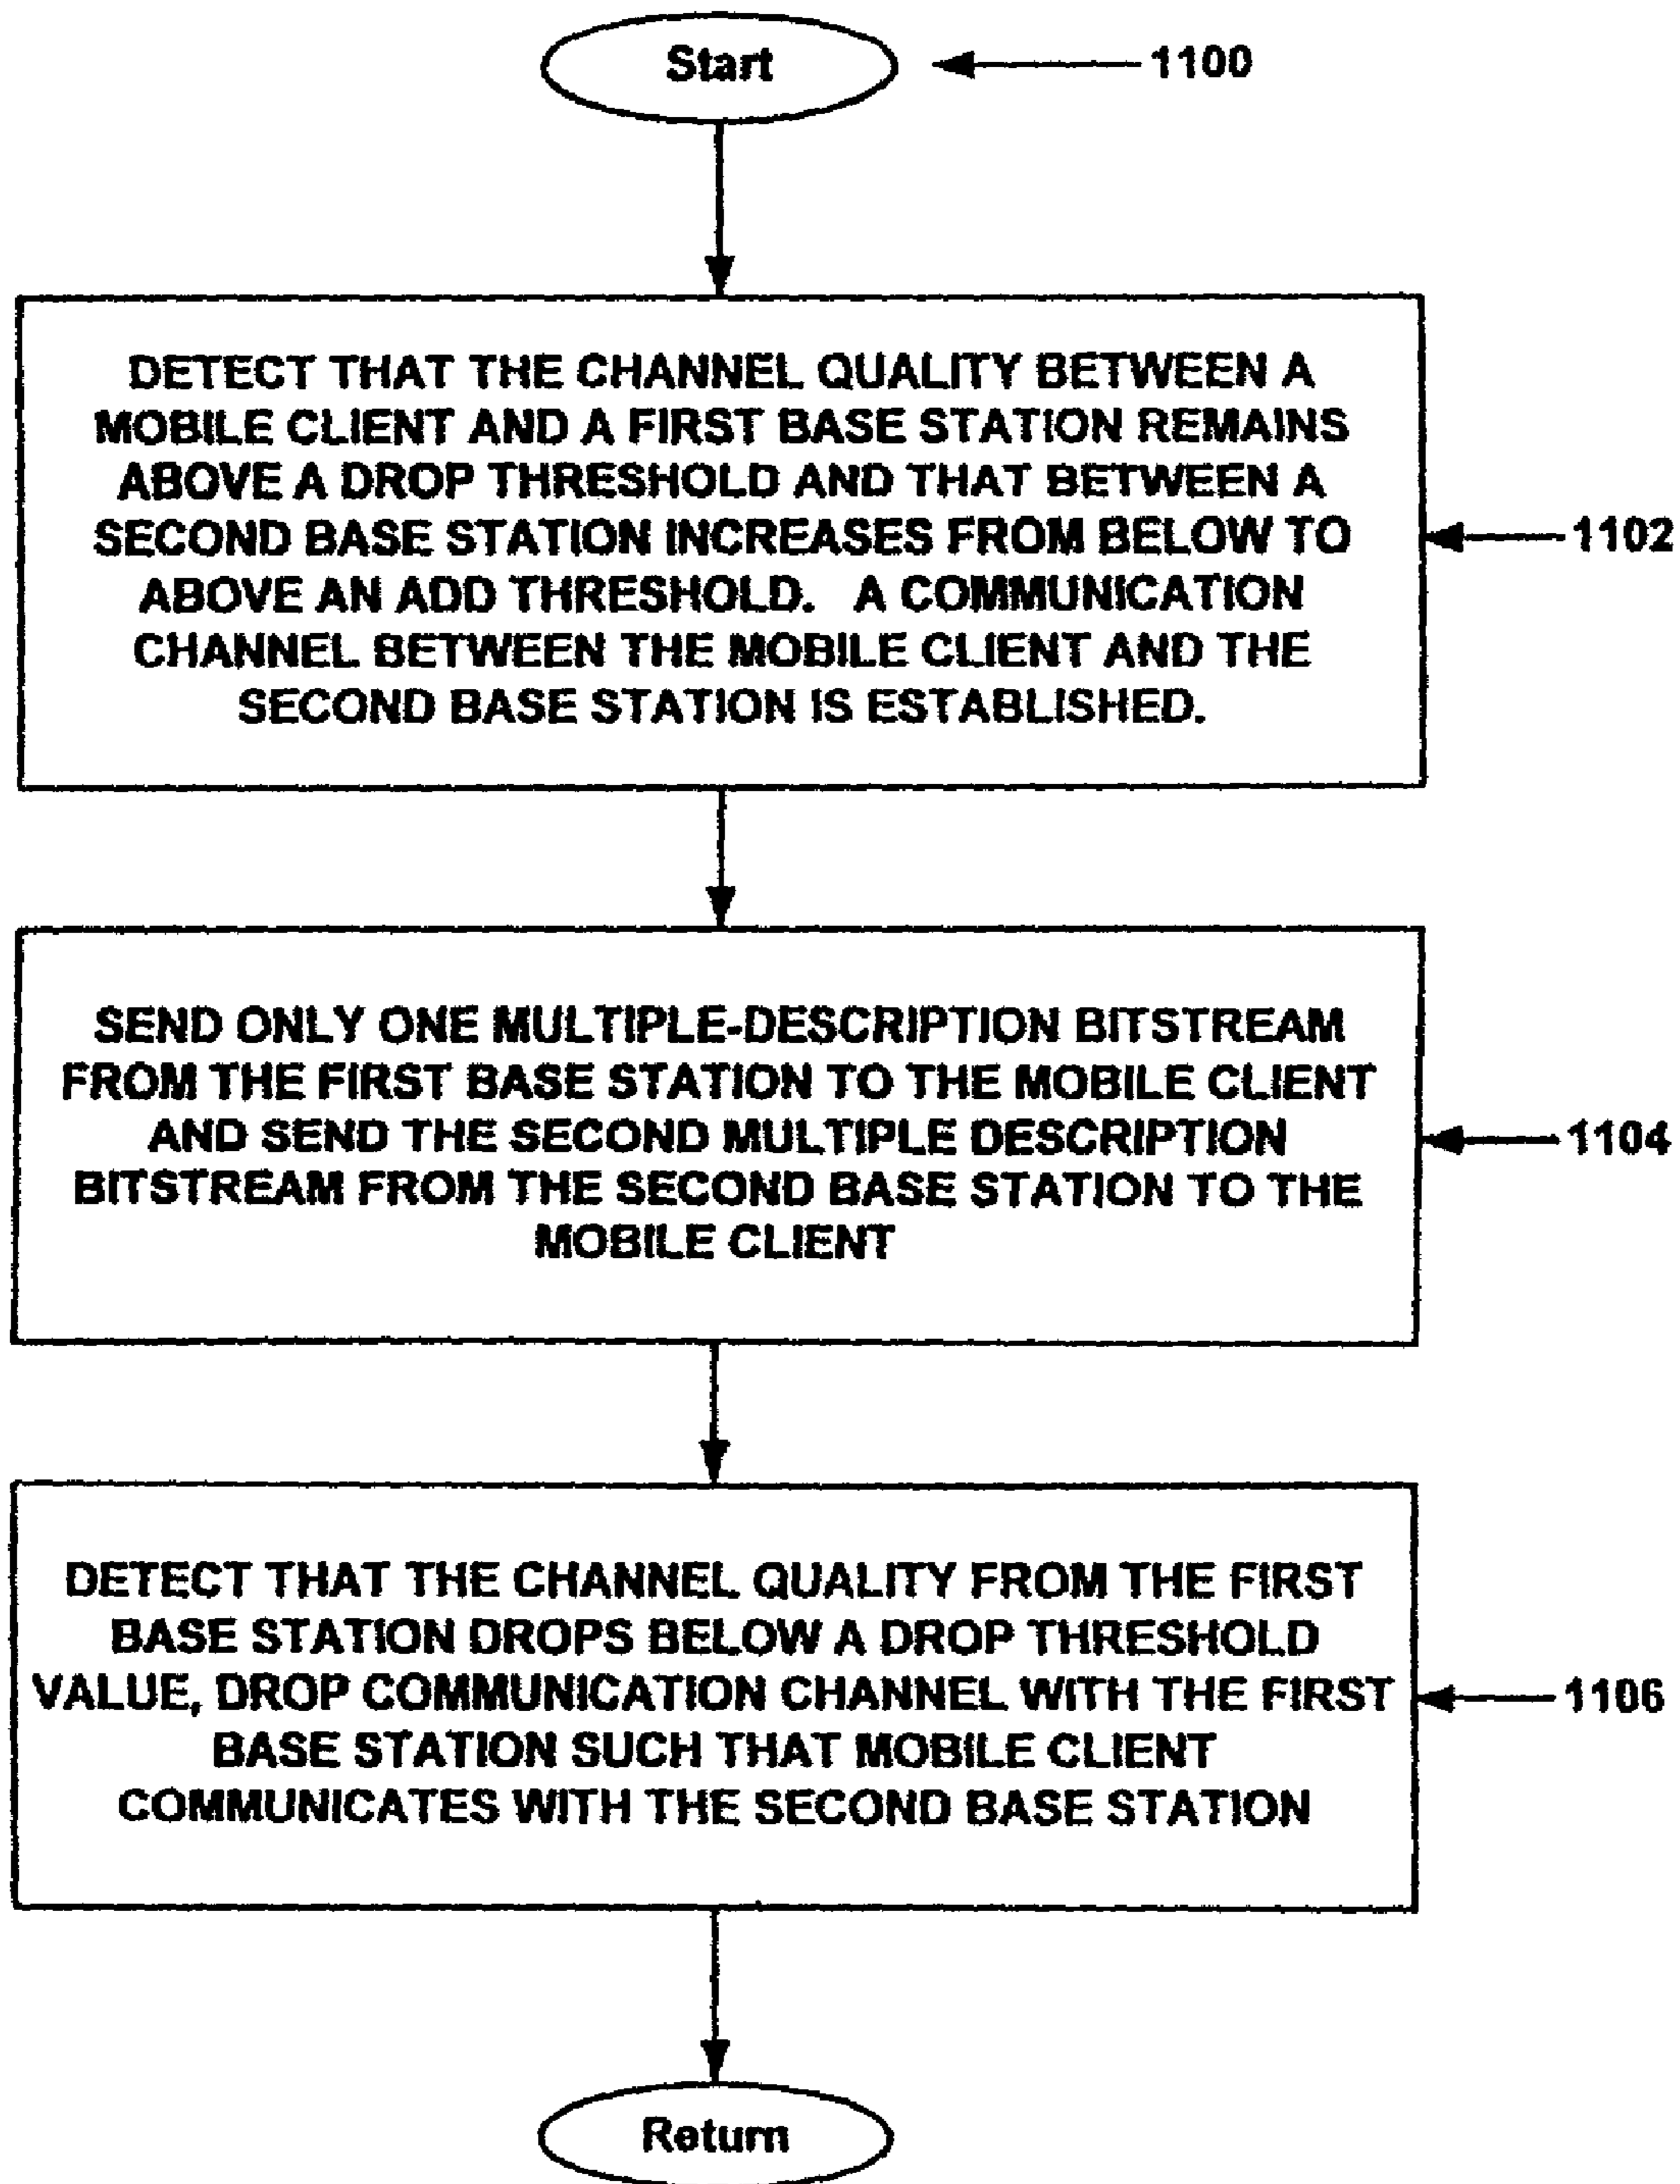 Start
1100
DETECT THAT THE CHANNEL QUALITY BETWEEN A
MOBILE CLIENT AND A FIRST BASE STATION REMAINS
ABOVE A DROP THRESHOLD AND THAT BETWEEN A
SECOND BASE STATION INCREASES FROM BELOW TO
ABOVE AN ADD THRESHOLD. A COMMUNICATION
CHANNEL BETWEEN THE MOBILE CLIENT AND THE
SECOND BASE STATION IS ESTABLISHED.
1102
SEND ONLY ONE MULTIPLE-DESCRIPTION BITSTREAM
FROM THE FIRST BASE STATION TO THE MOBILE CLIENT
AND SEND THE SECOND MULTIPLE DESCRIPTION
BITSTREAM FROM THE SECOND BASE STATION TO THE
MOBILE CLIENT
1104
DETECT THAT THE CHANNEL QUALITY FROM THE FIRST
BASE STATION DROPS BELOW A DROP THRESHOLD
VALUE, DROP COMMUNICATION CHANNEL WITH THE FIRST
BASE STATION SUCH THAT MOBILE CLIENT
COMMUNICATES WITH THE SECOND BASE STATION
1106
Return